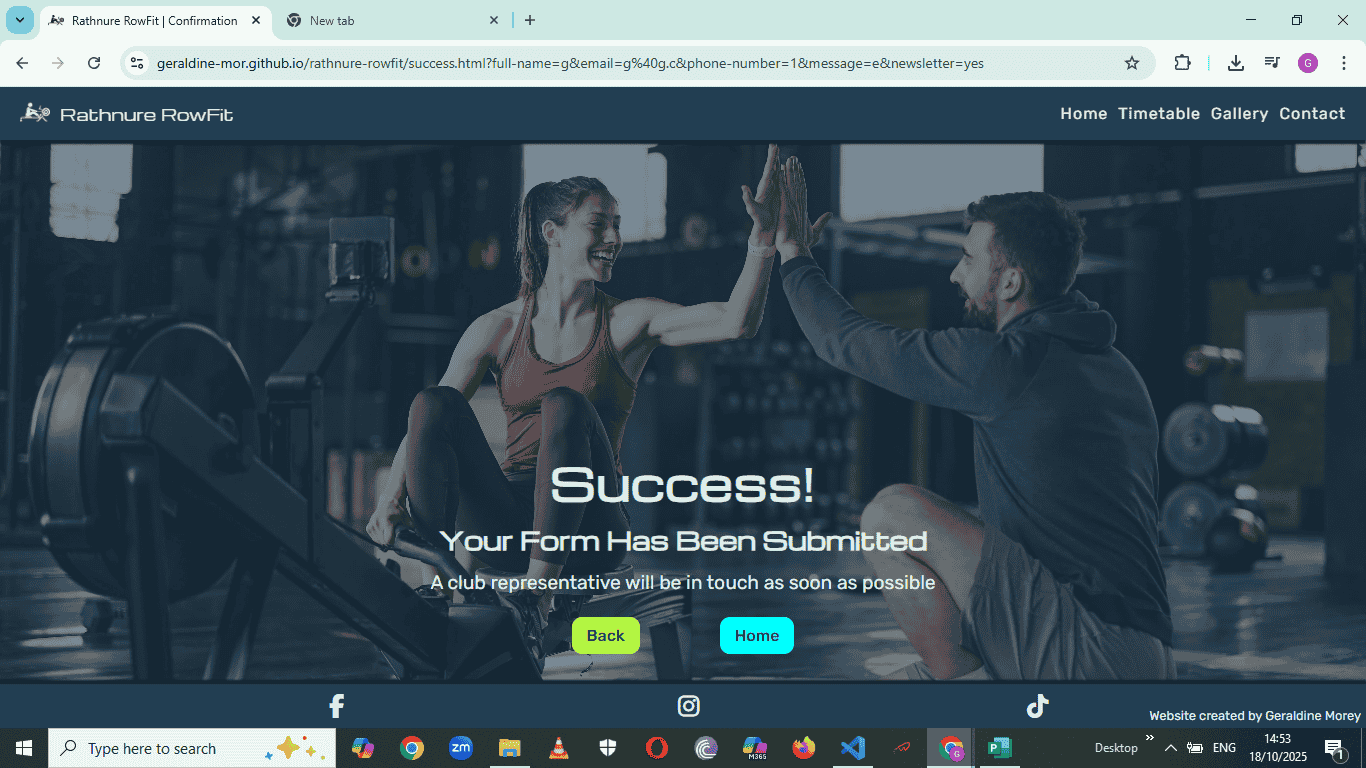 Rathnure RowFit | Confirmation
New tab
geraldine-mor.github.io/rathnure-rowfit/success.html?full-name=g&email=g%40g.c&phone-number=1&message=e&newsletter=yes
G
Rathnure RowFit
Home Timetable Gallery Contact
Success!
Your Form Has Been Submitted
A club representative will be in touch as soon as possible
Back
Home
Website created by Geraldine Morey
Type here to search
zm
M365
G
P
Desktop
ENG
14:53
18/10/2025
1